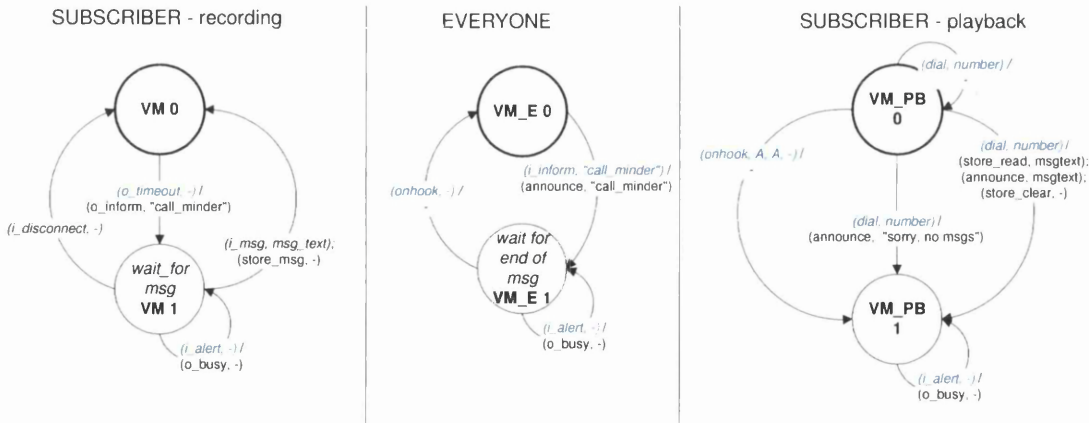 SUBSCRIBER - recording
VM 0
(o_timeout, -) /
(o_inform, "call_minder")
(i_disconnect, -)
(i_msg, msg_text);
(store_msg, -)
wait_for
msg
VM 1
(i_alert, -) /
(o_busy, -)
EVERYONE
VM_E 0
(i_inform, "call_minder") /
(announce, "call_minder")
(onhook, -) /
-
wait for
end of
msg
VM_E 1
(i_alert, -) /
(o_busy, -)
SUBSCRIBER - playback
(dial, number) /
-
VM_PB
0
(onhook, A, A, -) /
-
(dial, number) /
(store_read, msgtext);
(announce, msgtext);
(store_clear, -)
(dial, number) /
(announce, "sorry, no msgs")
VM_PB
1
(i_alert, -) /
(o_busy, -)